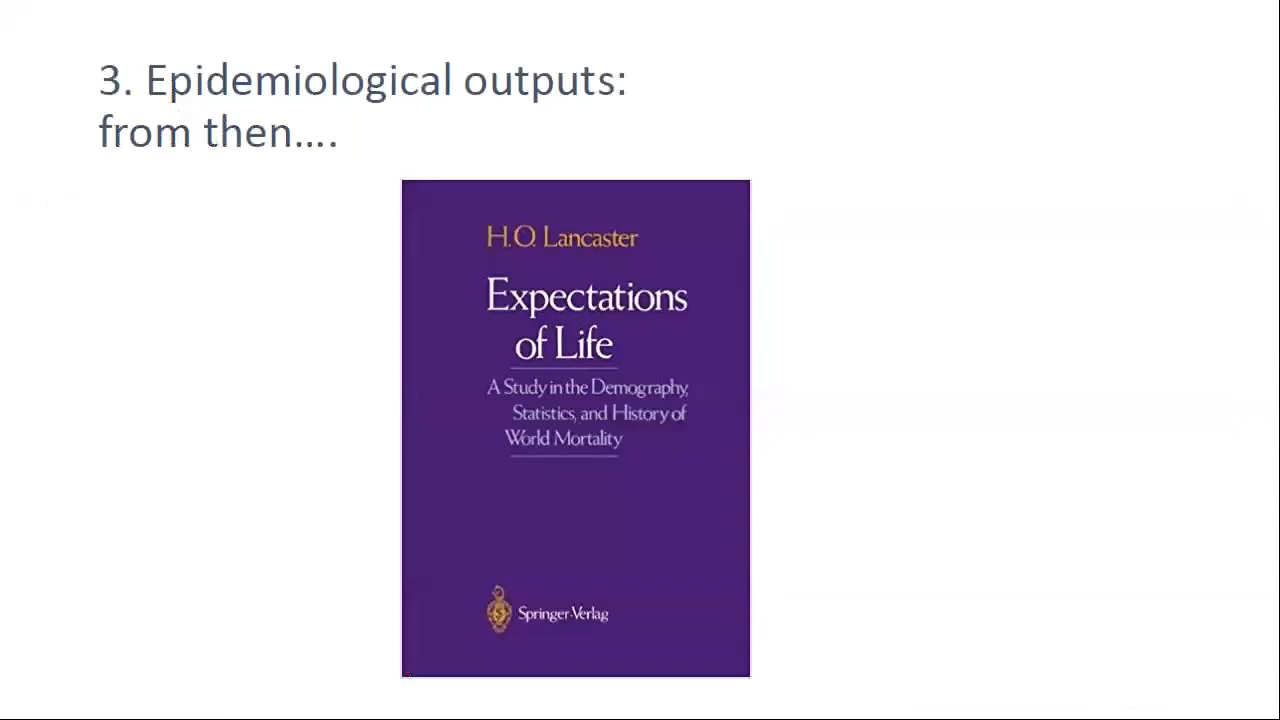 3. Epidemiological outputs:
from then....
H.O. Lancaster
Expectations
of Life
A Study in the Demography,
Statistics, and History of
World Mortality
Springer-Verlag